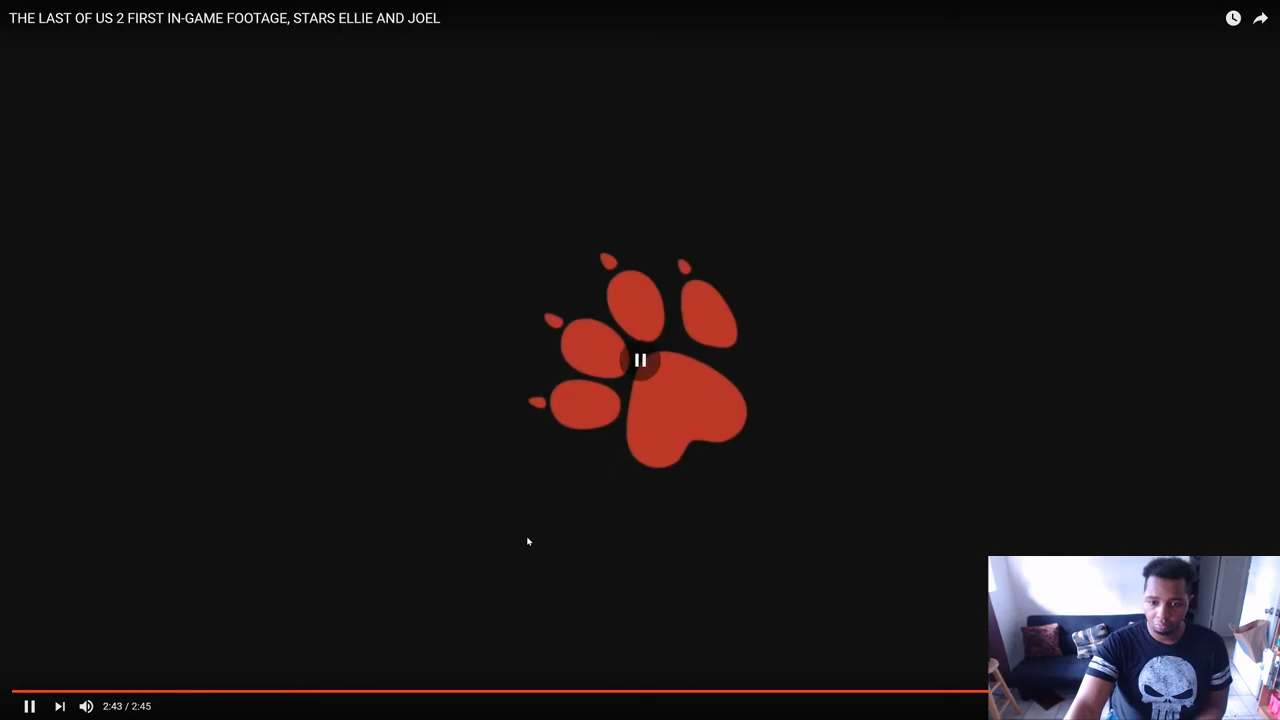 THE LAST OF US 2 FIRST IN-GAME FOOTAGE, STARS ELLIE AND JOEL
2:43 / 2:45